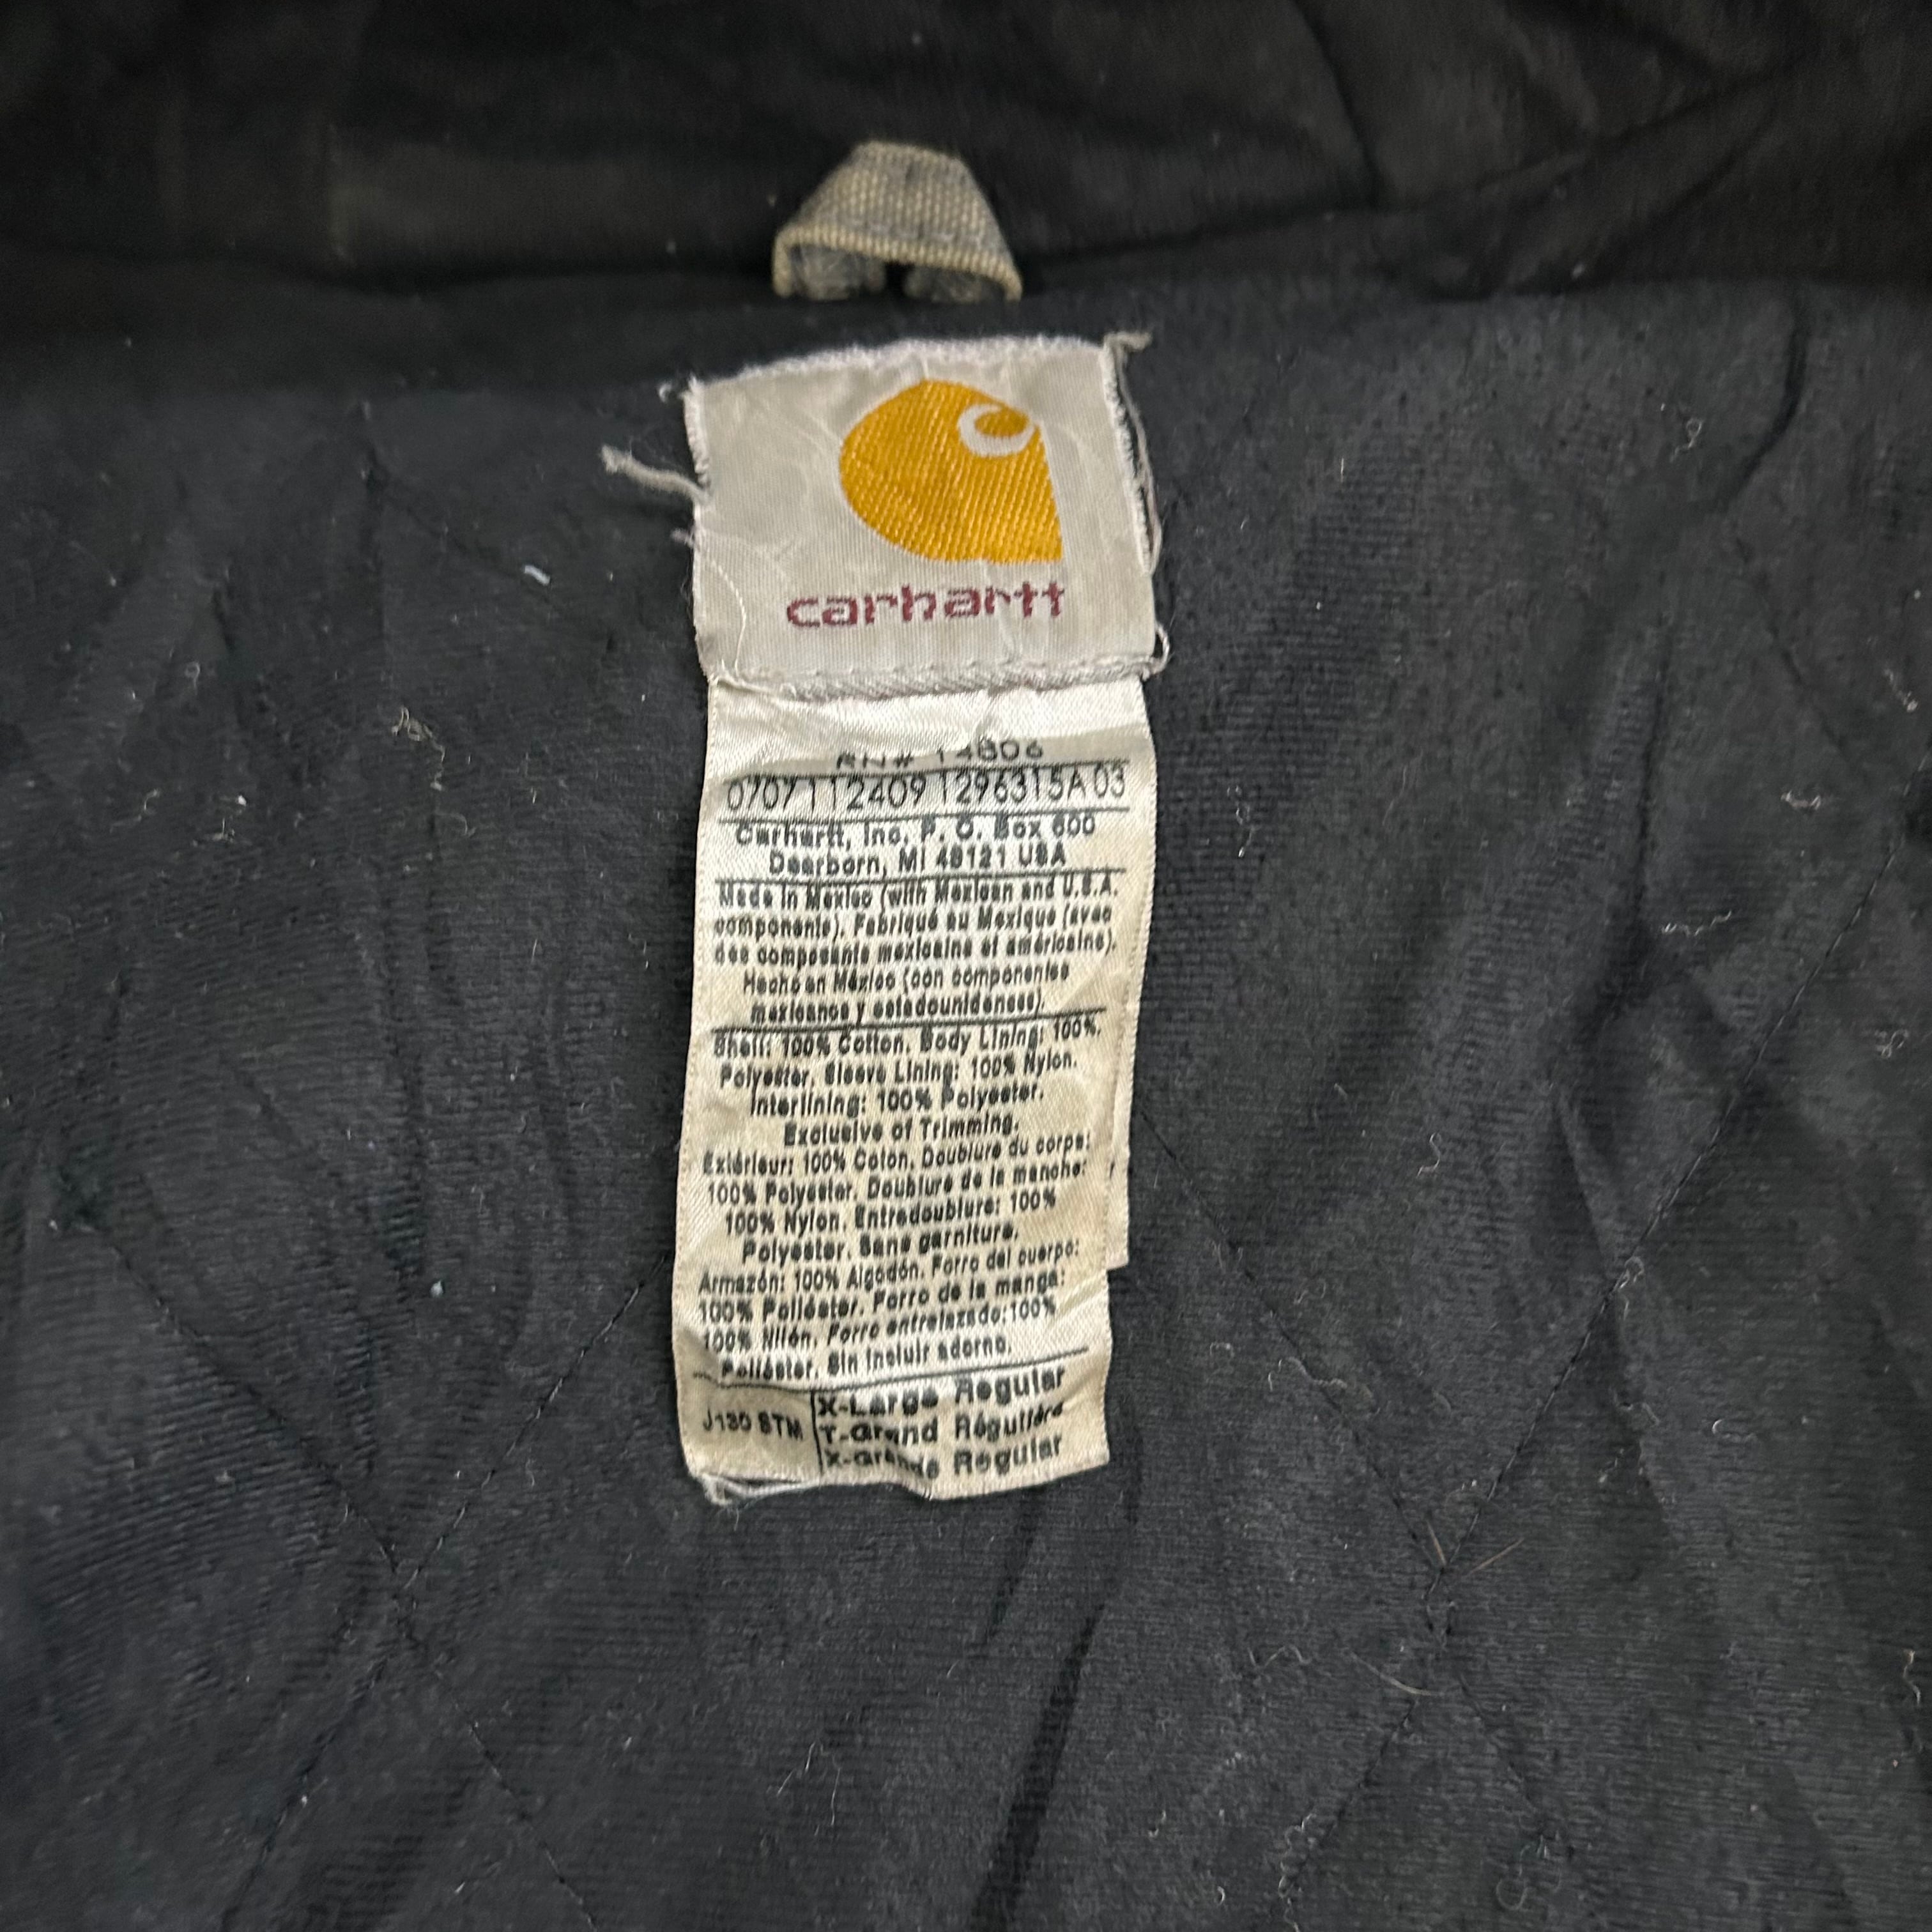 carhartt
RN# 14806
0707112409 1296315A 03
Carhartt, Inc. P. O. Box 600
Dearborn, MI 48121 USA
Made in Mexico (with Mexican and U.S.A.
components). Fabriqué au Mexique (avec
des composants mexicains et américains).
Hecho en México (con componentes
mexicanos y estadounidenses).
Shell: 100% Cotton. Body Lining: 100%
Polyester. Sleeve Lining: 100% Nylon.
Interlining: 100% Polyester.
Exclusive of Trimming.
Extérieur: 100% Coton. Doublure du corps:
100% Polyester. Doublure de la manche:
100% Nylon. Entredoublure: 100%
Polyester. Sans garniture.
Armazón: 100% Algodón. Forro del cuerpo:
100% Poliéster. Forro de la manga:
100% Nilón. Forro entrelazado:100%
Poliéster. Sin incluir adorno.
J130 STM
X-Large Regular
T-Grand Régulière
X-Grande Regular